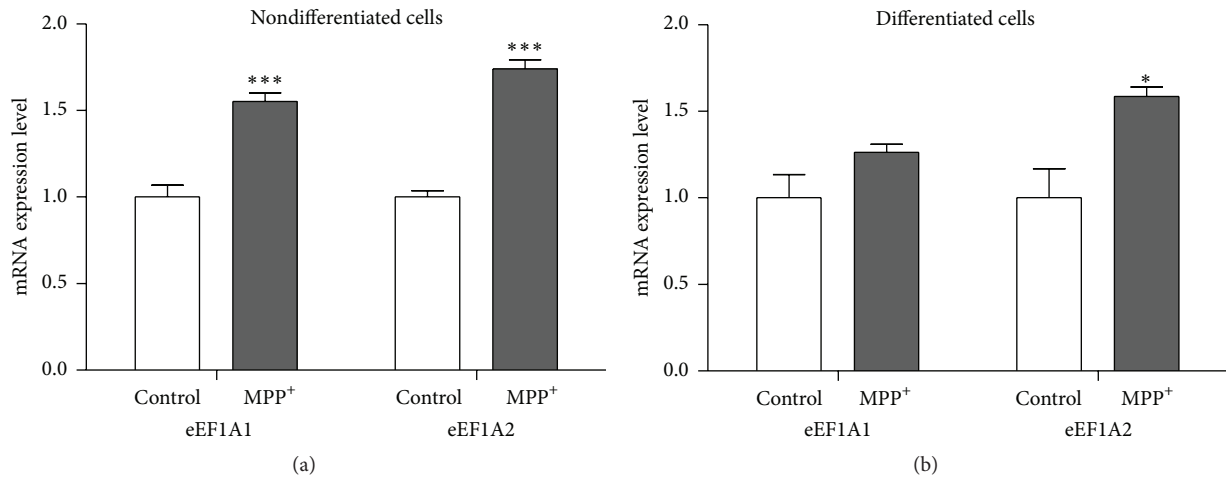 Nondifferentiated cells
2.0
1.5
1.0
0.5
0.0
mRNA expression level
***
***
Control MPP⁺ Control MPP⁺
eEF1A1 eEF1A2
(a)
Differentiated cells
2.0
1.5
1.0
0.5
0.0
mRNA expression level
*
Control MPP⁺ Control MPP⁺
eEF1A1 eEF1A2
(b)